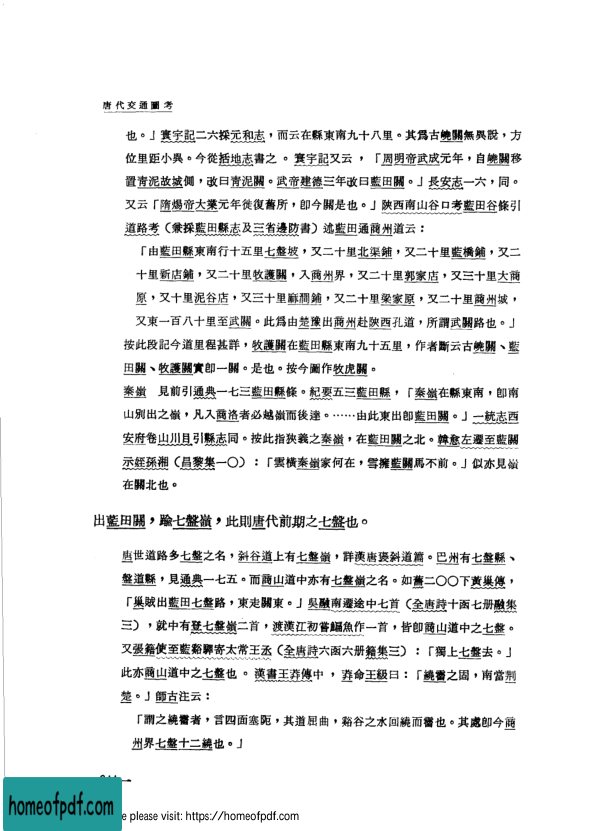 唐代交通圖考
也。」寰宇記二六採元和志，而云在縣東南九十八里。其爲古嶢關無異說，方
位里距小異。今從括地志書之。寰宇記又云，「周明帝武成元年，自嶢關移
置青泥故城側，改曰青泥關。武帝建德三年改曰藍田關。」長安志一六，同。
又云「隋煬帝大業元年徙復舊所，卽今關是也。」陝西南山谷口考藍田谷條引
道路考（兼採藍田縣志及三省邊防書）述藍田通商州道云：
「由藍田縣東南行十五里七盤坡，又二十里北渠鋪，又二十里藍橋鋪，又二
十里新店鋪，又二十里牧護關，入商州界，又二十里郭家店，又三十里大商
原，又十里泥谷店，又三十里麻澗鋪，又二十里梁家原，又二十里商州城，
又東一百八十里至武關。此爲由楚豫出商州赴陝西孔道，所謂武關路也。」
按此段記今道里程甚詳，牧護關在藍田縣東南九十五里，作者斷云古嶢關、藍
田關、牧護關實卽一關。是也。按今圖作牧虎關。
秦嶺　見前引通典一七三藍田縣條。紀要五三藍田縣，「秦嶺在縣東南，卽南
山別出之嶺，凡入商洛者必越嶺而後達。……由此東出卽藍田關。」一統志西
安府卷山川目引縣志同。按此指狹義之秦嶺，在藍田關之北。韓愈左遷至藍關
示姪孫湘（昌黎集一〇）：「雲橫秦嶺家何在，雪擁藍關馬不前。」似亦見嶺
在關北也。
出藍田關，踰七盤嶺，此則唐代前期之七盤也。
唐世道路多七盤之名，斜谷道上有七盤嶺，詳漢唐褒斜道篇。巴州有七盤縣、
盤道縣，見通典一七五。而商山道中亦有七盤嶺之名。如舊二〇〇下黃巢傳，
「巢賊出藍田七盤路，東走關東。」吳融南遷途中七首（全唐詩十函七册融集
三），就中有登七盤嶺二首，渡漢江初嘗鯿魚作一首，皆卽商山道中之七盤。
又張籍使至藍谿驛寄太常王丞（全唐詩六函六册籍集三）：「獨上七盤去。」
此亦商山道中之七盤也。漢書王莽傳中，莽命王級曰：「繞霤之固，南當荆
楚。」師古注云：
「謂之繞霤者，言四面塞阨，其道屈曲，谿谷之水回繞而霤也。其處卽今商
州界七盤十二繞也。」
homeofpdf.com
please visit: https://homeofpdf.com